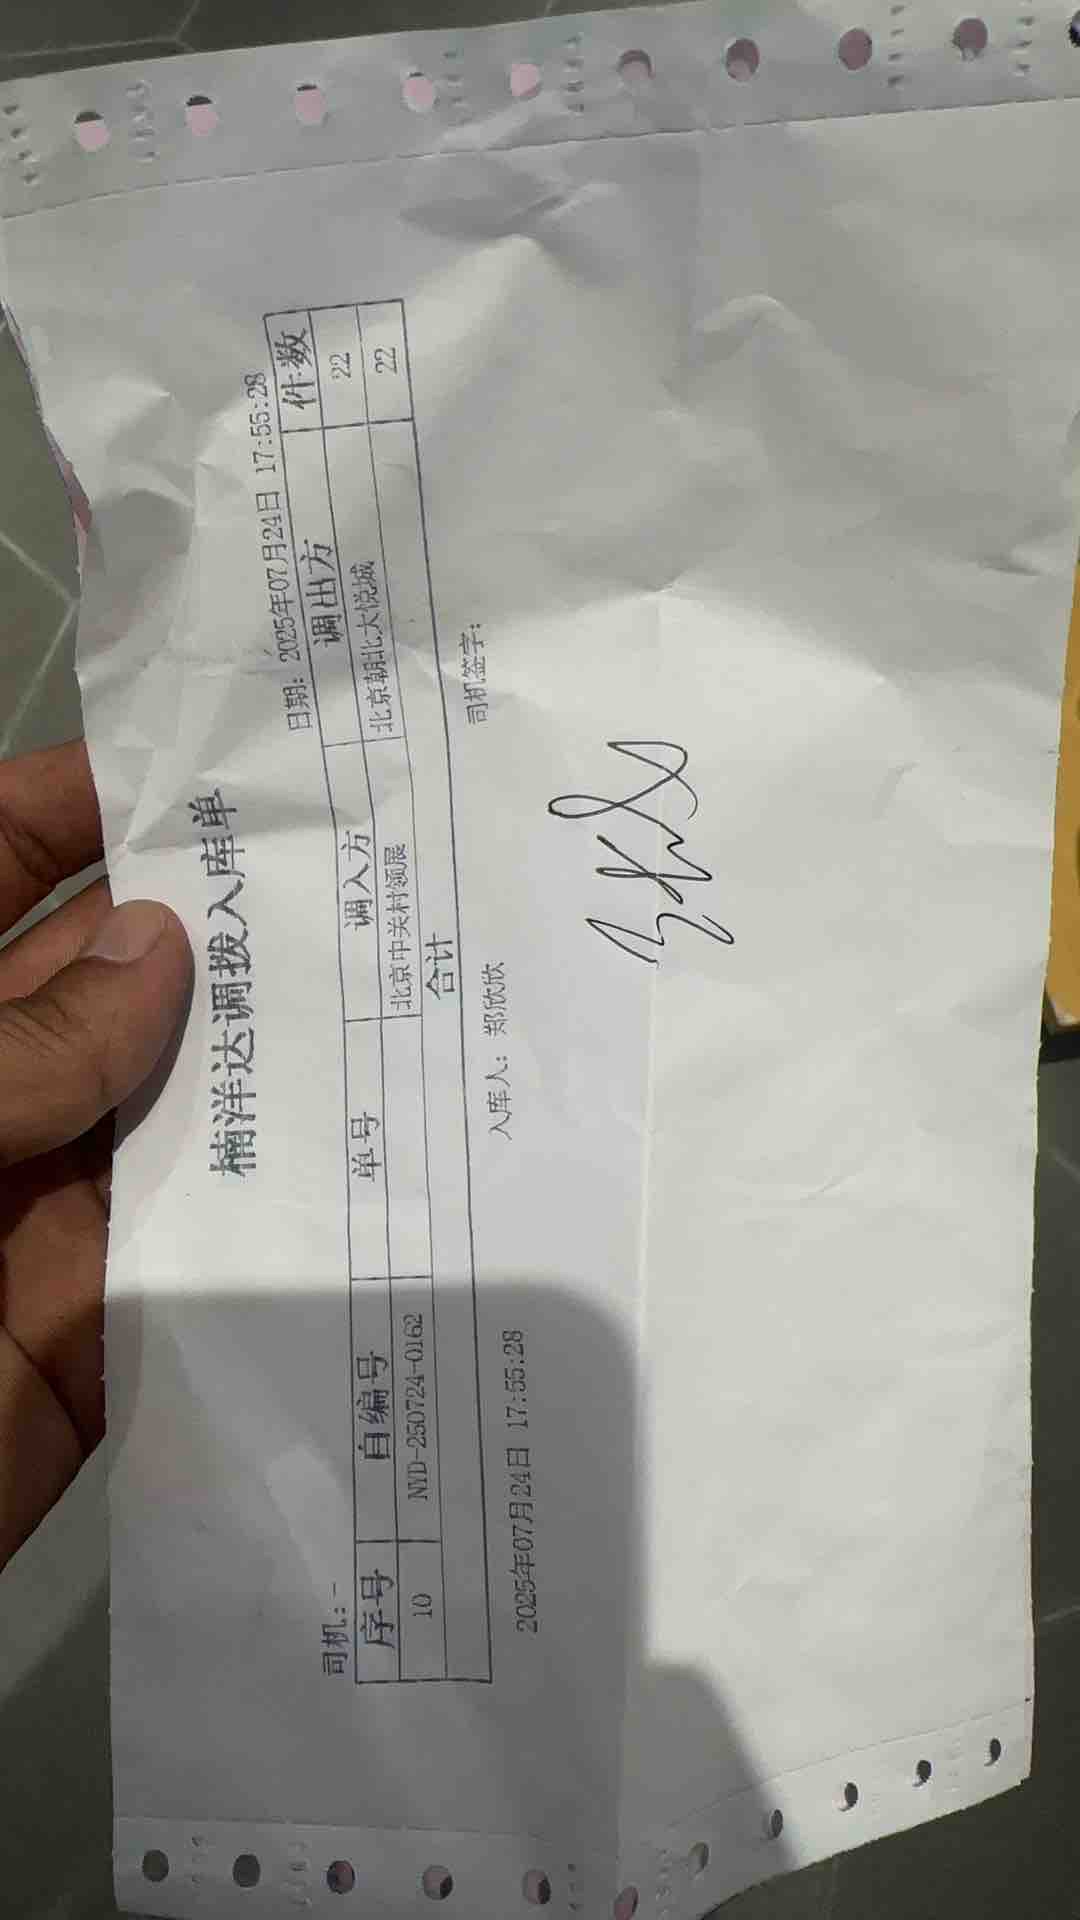 楠洋达调拨入库单
司机：- 日期：2025年07月24日 17:55:28
序号 自编号 单号 调入方 调出方 件数
10 NYD-250724-0162 北京中关村领展 北京朝北大悦城 22
合计 22
2025年07月24日 17:55:28 入库人：郑欣欣 司机签字：